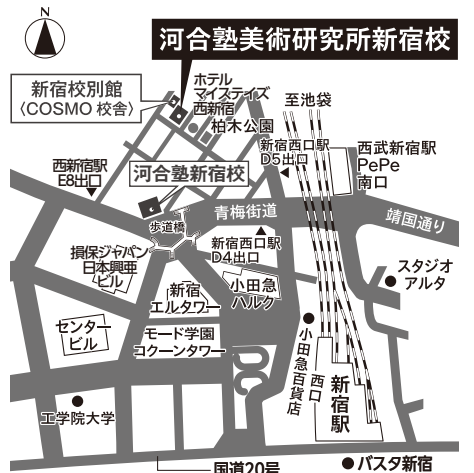 N
河合塾美術研究所新宿校
新宿校別館
〈COSMO 校舎〉
ホテル
マイステイズ
西新宿
柏木公園
至池袋
新宿西口駅
D5出口
西武新宿駅
PePe
南口
西新宿駅
E8出口
河合塾新宿校
青梅街道
靖国通り
歩道橋
新宿西口駅
D4出口
損保ジャパン
日本興亜
ビル
スタジオ
アルタ
新宿
エルタワー
小田急
ハルク
センター
ビル
モード学園
コクーンタワー
小田急百貨店
西口
新宿駅
工学院大学
国道20号
バスタ新宿